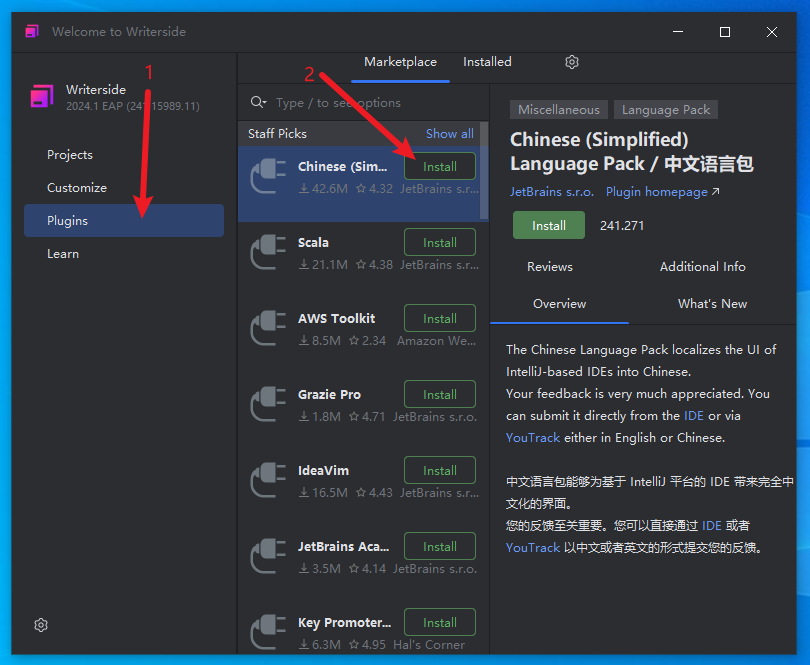 Welcome to Writerside
Writerside
2024.1 EAP (241.15989.11)
1
Projects
Customize
Plugins
Learn
Marketplace
Installed
2
Type / to see options
Staff Picks
Show all
Chinese (Sim...
Install
42.6M
4.32
JetBrains s.r...
Scala
Install
21.1M
4.38
JetBrains s.r...
AWS Toolkit
Install
8.5M
2.34
Amazon We...
Grazie Pro
Install
1.8M
4.71
JetBrains s.r.o.
IdeaVim
Install
16.5M
4.43
JetBrains s.r...
JetBrains Aca...
Install
3.5M
4.14
JetBrains s.r.o.
Key Promoter...
Install
6.3M
4.95
Hal's Corner
Miscellaneous
Language Pack
Chinese (Simplified)
Language Pack / 中文语言包
JetBrains s.r.o.
Plugin homepage
Install
241.271
Reviews
Additional Info
Overview
What's New
The Chinese Language Pack localizes the UI of
IntelliJ-based IDEs into Chinese.
Your feedback is very much appreciated. You
can submit it directly from the IDE or via
YouTrack either in English or Chinese.
中文语言包能够为基于 IntelliJ 平台的 IDE 带来完全中
文化的界面。
您的反馈至关重要。您可以直接通过 IDE 或者
YouTrack 以中文或者英文的形式提交您的反馈。